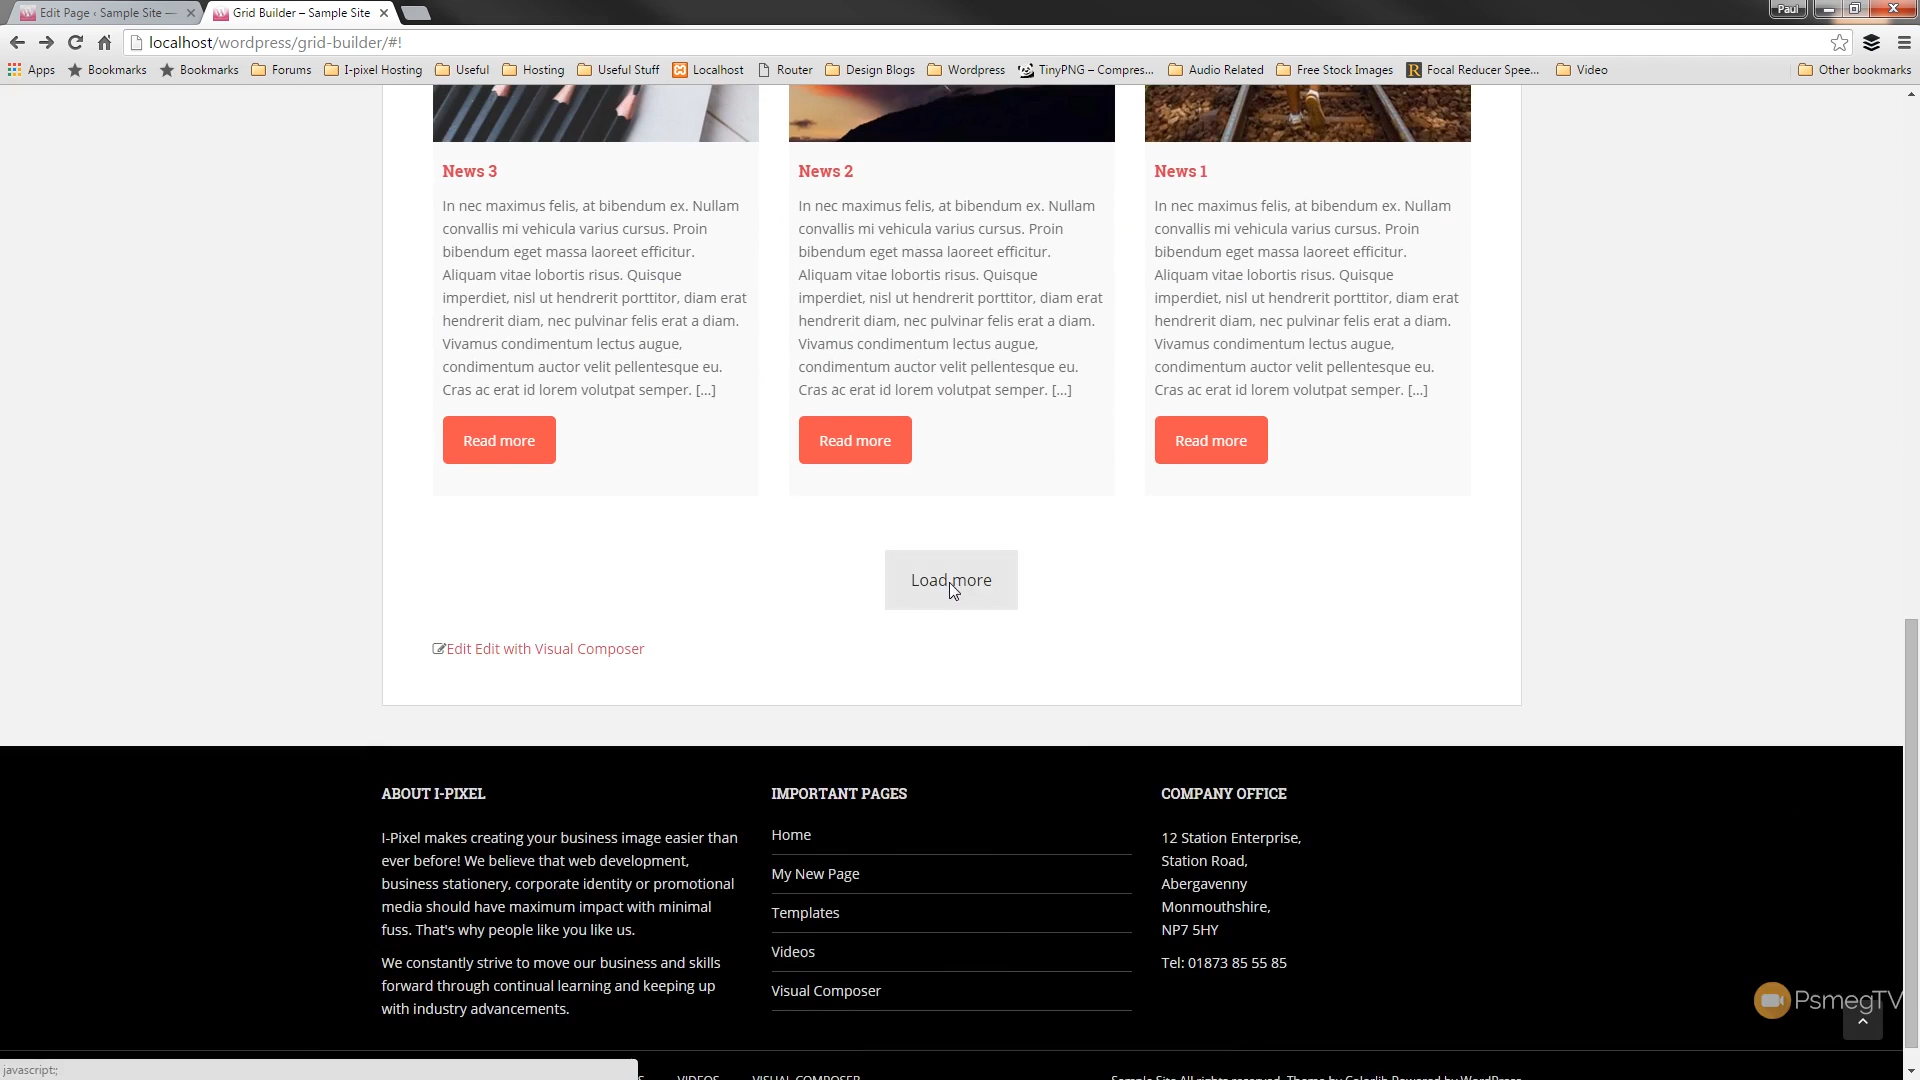 Edit Page ‹ Sample Site —
Grid Builder – Sample Site
Paul
localhost/wordpress/grid-builder/#!
Apps
Bookmarks
Bookmarks
Forums
I-pixel Hosting
Useful
Hosting
Useful Stuff
Localhost
Router
Design Blogs
Wordpress
TinyPNG – Compres...
Audio Related
Free Stock Images
R
Focal Reducer Spee...
Video
Other bookmarks
News 3
In nec maximus felis, at bibendum ex. Nullam
convallis mi vehicula varius cursus. Proin
bibendum eget massa laoreet efficitur.
Aliquam vitae lobortis risus. Quisque
imperdiet, nisl ut hendrerit porttitor, diam erat
hendrerit diam, nec pulvinar felis erat a diam.
Vivamus condimentum lectus augue,
condimentum auctor velit pellentesque eu.
Cras ac erat id lorem volutpat semper. [...]
Read more
News 2
In nec maximus felis, at bibendum ex. Nullam
convallis mi vehicula varius cursus. Proin
bibendum eget massa laoreet efficitur.
Aliquam vitae lobortis risus. Quisque
imperdiet, nisl ut hendrerit porttitor, diam erat
hendrerit diam, nec pulvinar felis erat a diam.
Vivamus condimentum lectus augue,
condimentum auctor velit pellentesque eu.
Cras ac erat id lorem volutpat semper. [...]
Read more
News 1
In nec maximus felis, at bibendum ex. Nullam
convallis mi vehicula varius cursus. Proin
bibendum eget massa laoreet efficitur.
Aliquam vitae lobortis risus. Quisque
imperdiet, nisl ut hendrerit porttitor, diam erat
hendrerit diam, nec pulvinar felis erat a diam.
Vivamus condimentum lectus augue,
condimentum auctor velit pellentesque eu.
Cras ac erat id lorem volutpat semper. [...]
Read more
Load more
Edit Edit with Visual Composer
ABOUT I-PIXEL
I-Pixel makes creating your business image easier than
ever before! We believe that web development,
business stationery, corporate identity or promotional
media should have maximum impact with minimal
fuss. That's why people like you like us.
We constantly strive to move our business and skills
forward through continual learning and keeping up
with industry advancements.
IMPORTANT PAGES
Home
My New Page
Templates
Videos
Visual Composer
COMPANY OFFICE
12 Station Enterprise,
Station Road,
Abergavenny
Monmouthshire,
NP7 5HY
Tel: 01873 85 55 85
PsmegTV
javascript:;
VIDEOS
VISUAL COMPOSER
Sample Site All rights reserved. Theme by Colorlib Powered by WordPress